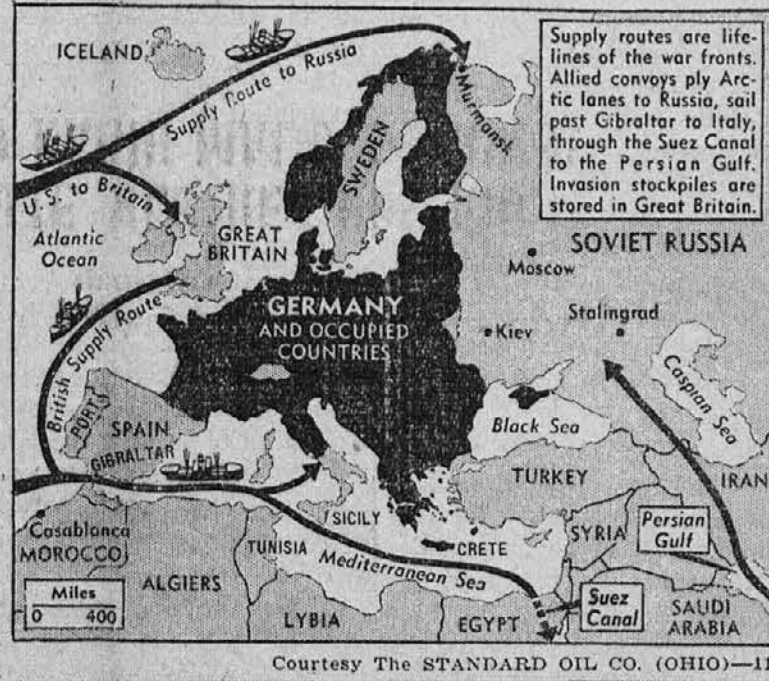 Supply routes are life-
lines of the war fronts.
Allied convoys ply Arc-
tic lanes to Russia, sail
past Gibraltar to Italy,
through the Suez Canal
to the Persian Gulf.
Invasion stockpiles are
stored in Great Britain.
ICELAND
Supply Route to Russia
Murmansk
U.S. to Britain
SWEDEN
Atlantic
Ocean
GREAT
BRITAIN
SOVIET RUSSIA
Moscow
GERMANY
AND OCCUPIED
COUNTRIES
Kiev
Stalingrad
British Supply Route
Caspian Sea
Black Sea
PORT.
SPAIN
GIBRALTAR
TURKEY
IRAN
Casablanca
MOROCCO
SICILY
CRETE
SYRIA
Persian
Gulf
TUNISIA
Mediterranean Sea
ALGIERS
Miles
0 400
LYBIA
EGYPT
Suez
Canal
SAUDI
ARABIA
Courtesy The STANDARD OIL CO. (OHIO)—11